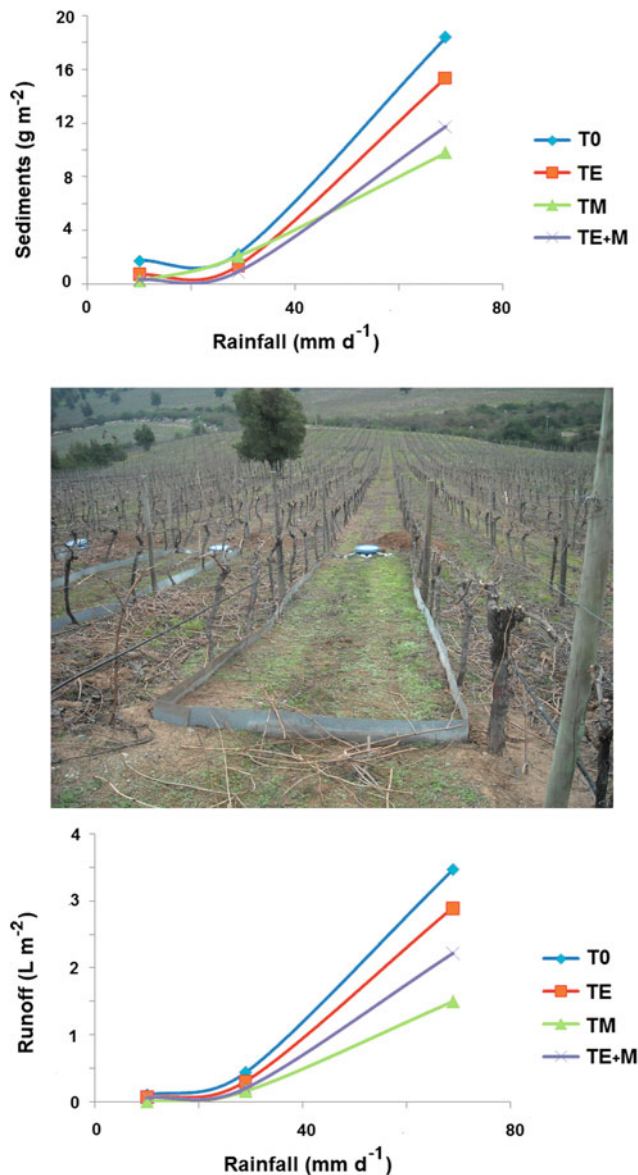 20
16
12
8
4
0
Sediments (g m⁻²)
0 40 80
Rainfall (mm d⁻¹)
T0
TE
TM
TE+M
4
3
2
1
0
Runoff (L m⁻²)
0 40 80
Rainfall (mm d⁻¹)
T0
TE
TM
TE+M